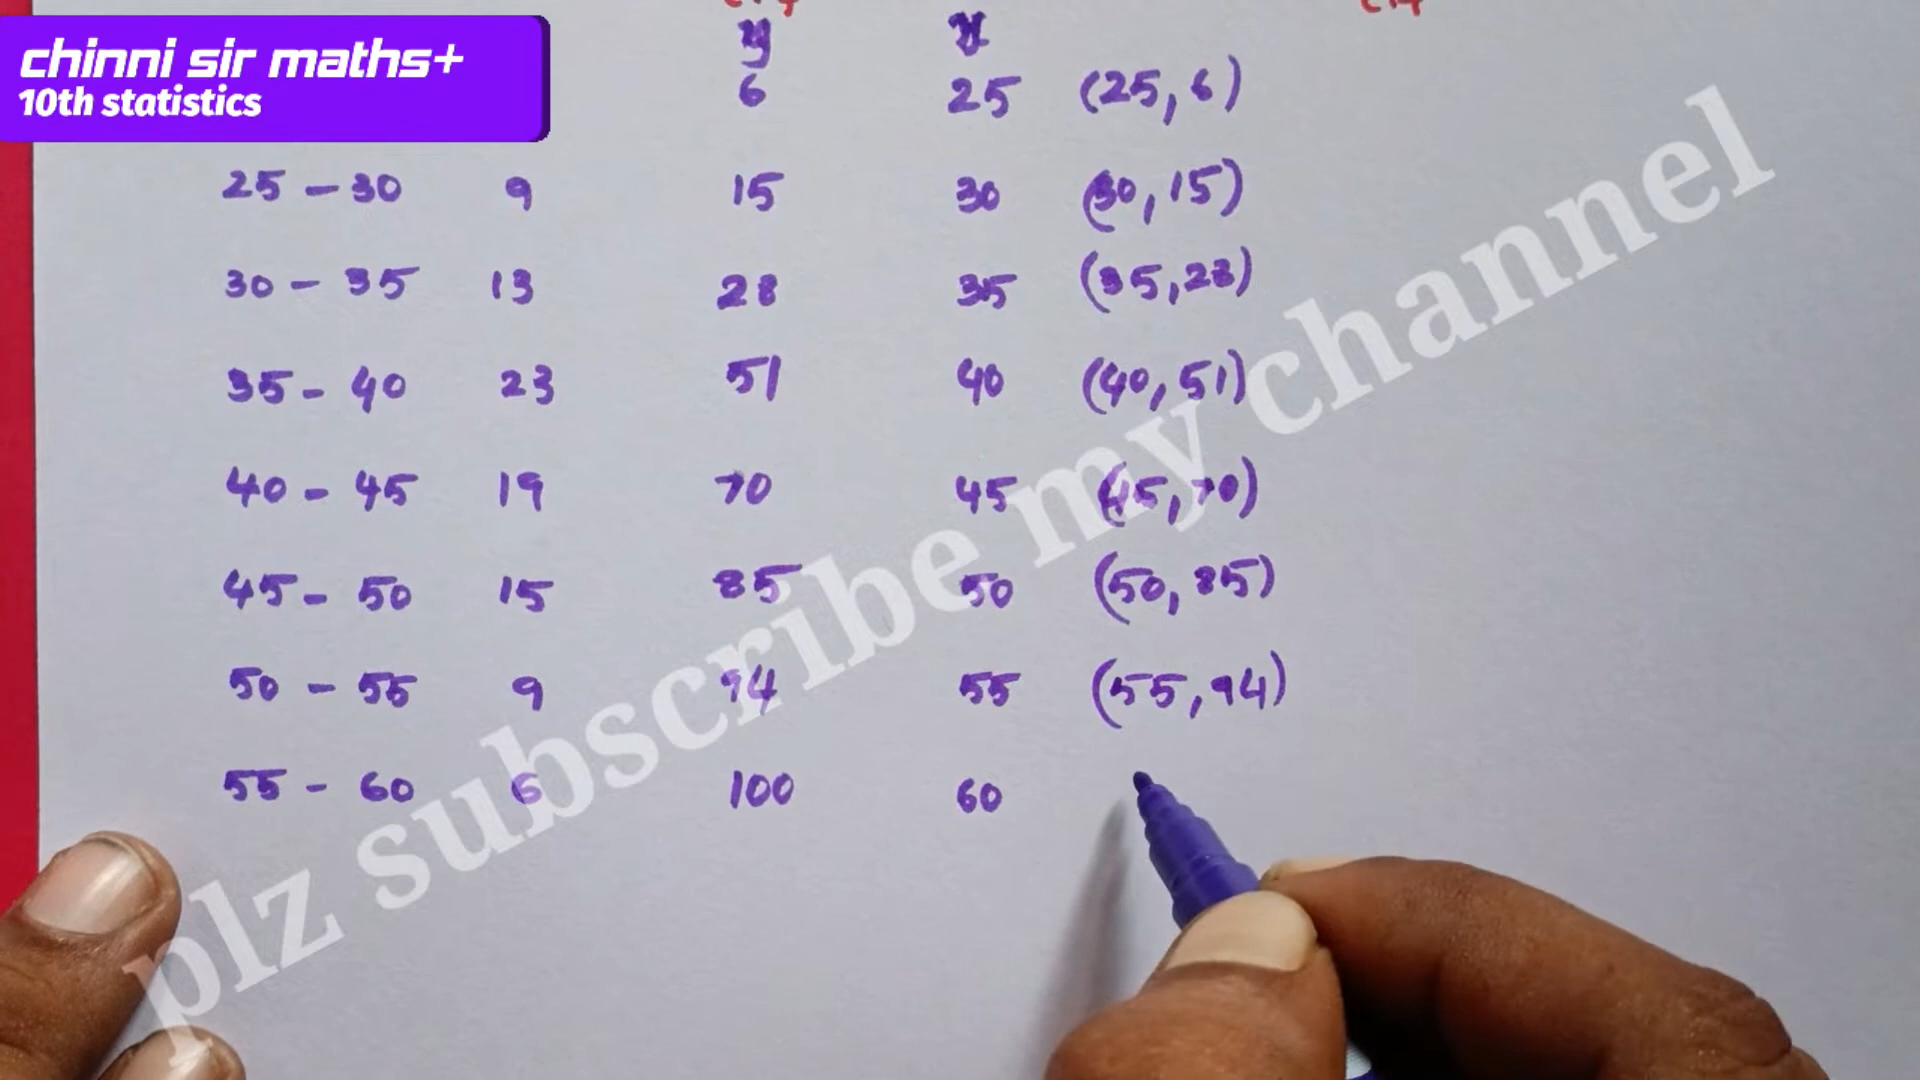 chinni sir maths+
10th statistics
y x
6 25 (25, 6)
25 - 30 9 15 30 (30, 15)
30 - 35 13 28 35 (35, 28)
35 - 40 23 51 40 (40, 51)
40 - 45 19 70 45 (45, 70)
45 - 50 15 85 50 (50, 85)
50 - 55 9 94 55 (55, 94)
55 - 60 6 100 60
plz subscribe my channel